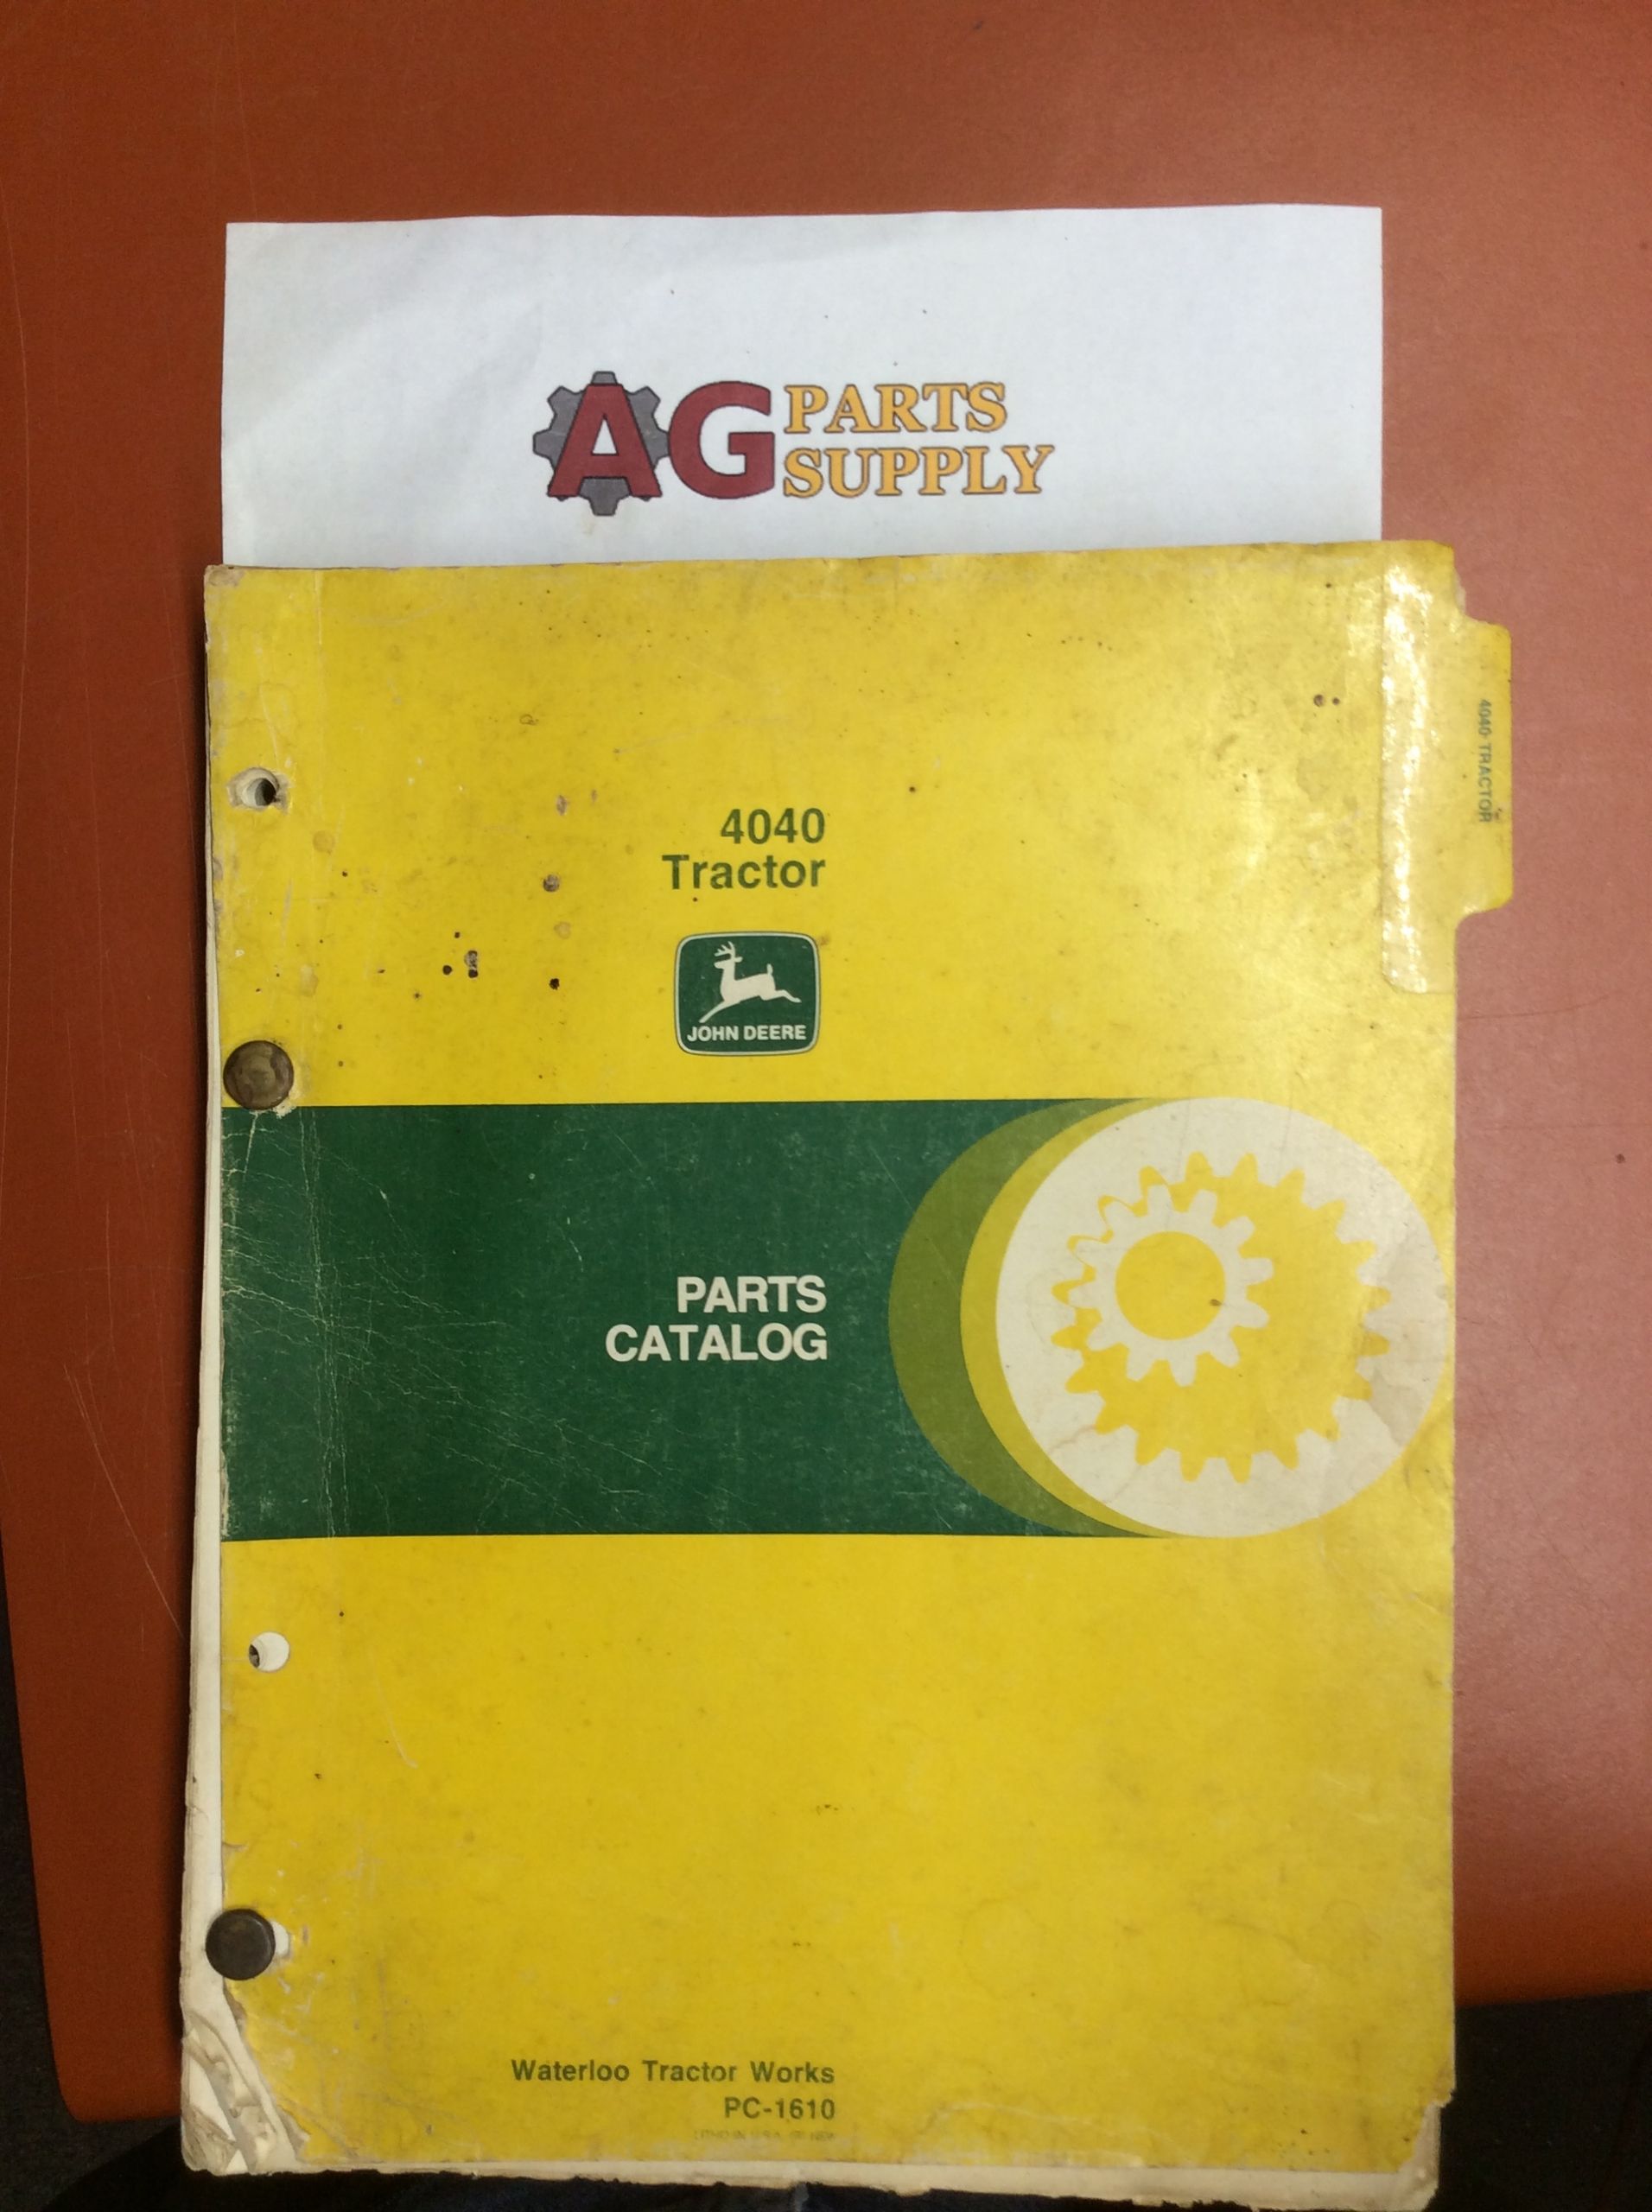 AG PARTS
SUPPLY
4040 TRACTOR
4040
Tractor
JOHN DEERE
PARTS
CATALOG
Waterloo Tractor Works
PC-1610